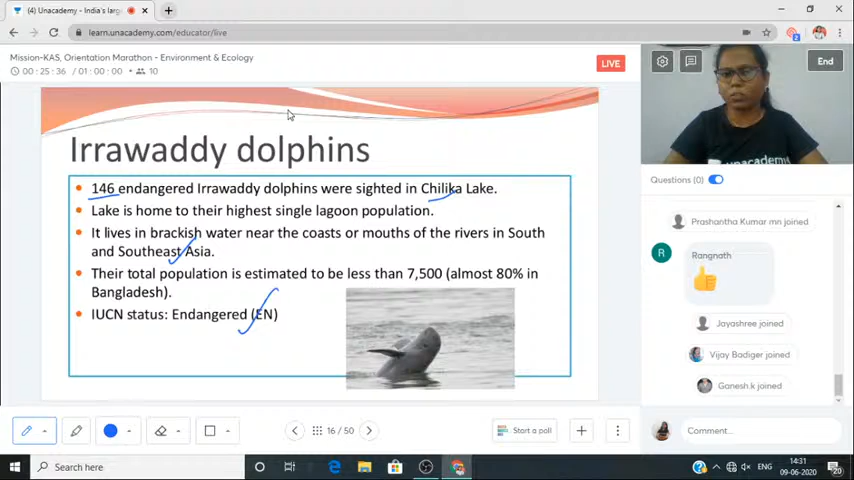 (4) Unacademy - India's larg
learn.unacademy.com/educator/live
Mission-KAS, Orientation Marathon - Environment & Ecology
00 : 25 : 36 / 01 : 00 : 00 • 10
LIVE
End
Irrawaddy dolphins
• 146 endangered Irrawaddy dolphins were sighted in Chilika Lake.
• Lake is home to their highest single lagoon population.
• It lives in brackish water near the coasts or mouths of the rivers in South
and Southeast Asia.
• Their total population is estimated to be less than 7,500 (almost 80% in
Bangladesh).
• IUCN status: Endangered (EN)
unacademy
Questions (0)
Prashantha Kumar mn joined
R
Rangnath
Jayashree joined
Vijay Badiger joined
Ganesh.k joined
16 / 50
Start a poll
Comment...
Search here
ENG
14:31
09-06-2020
20